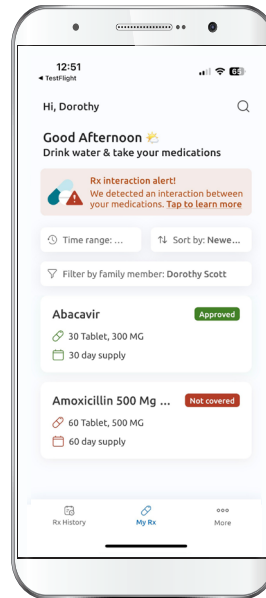 12:51
◀ TestFlight
Hi, Dorothy
Good Afternoon
Drink water & take your medications
Rx interaction alert!
We detected an interaction between
your medications. Tap to learn more
Time range: ...
Sort by: Newe...
Filter by family member: Dorothy Scott
Abacavir
Approved
30 Tablet, 300 MG
30 day supply
Amoxicillin 500 Mg ...
Not covered
60 Tablet, 500 MG
60 day supply
Rx History
My Rx
More